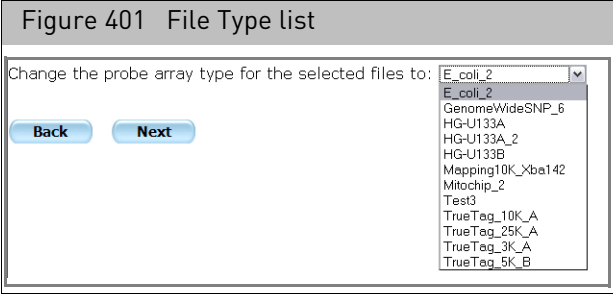 Figure 401 File Type list
Change the probe array type for the selected files to: E_coli_2
E_coli_2
GenomeWideSNP_6
HG-U133A
HG-U133A_2
HG-U133B
Mapping10K_Xba142
Mitochip_2
Test3
TrueTag_10K_A
TrueTag_25K_A
TrueTag_3K_A
TrueTag_5K_B
Back Next